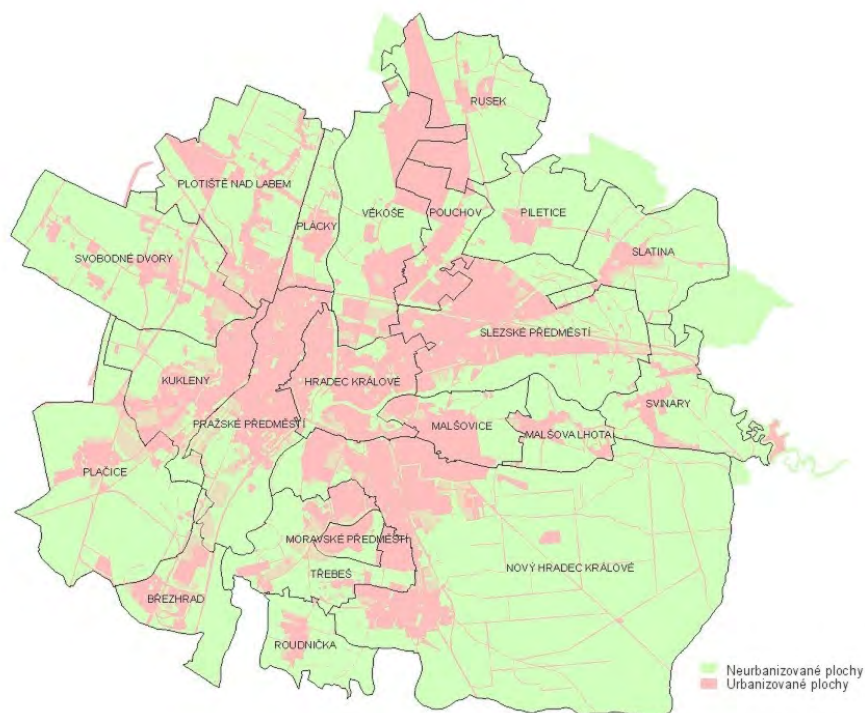 RUSEK
PLOTIŠTĚ NAD LABEM
PLÁCKY
VĚKOŠE
POUCHOV
PILETICE
SLATINA
SVOBODNÉ DVORY
SLEZSKÉ PŘEDMĚSTÍ
KUKLENY
HRADEC KRÁLOVÉ
SVINARY
PRAŽSKÉ PŘEDMĚSTÍ
MALŠOVICE
MALŠOVA LHOTA
PLAČICE
MORAVSKÉ PŘEDMĚSTÍ
NOVÝ HRADEC KRÁLOVÉ
TŘEBEŠ
BŘEZHRAD
ROUDNIČKA
Neurbanizované plochy
Urbanizované plochy